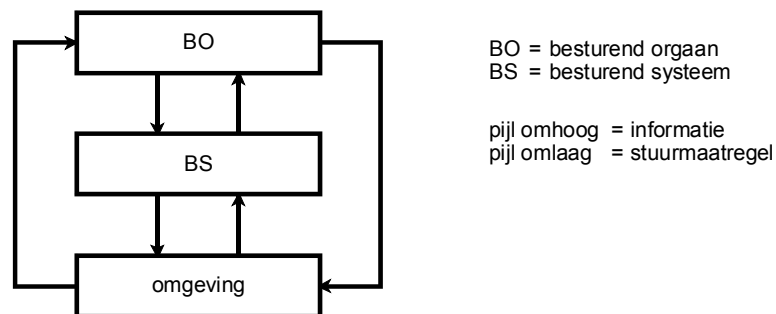 BO
BS
omgeving
BO = besturend orgaan
BS = besturend systeem
pijl omhoog = informatie
pijl omlaag = stuurmaatregel